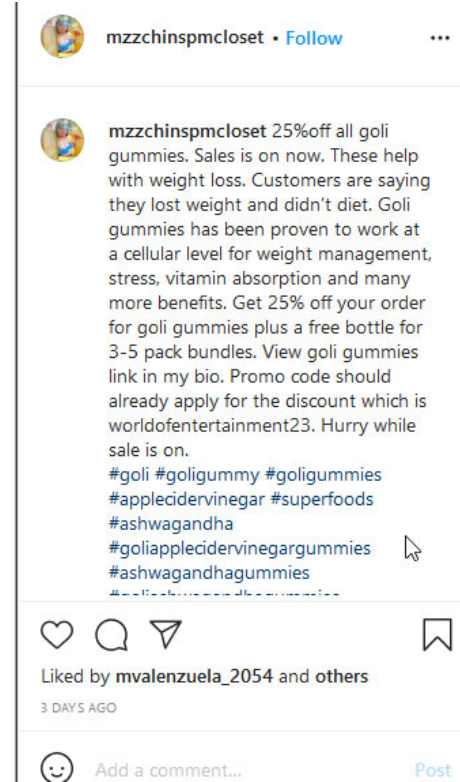 mzzchinspmcloset • Follow
mzzchinspmcloset 25%off all goli
gummies. Sales is on now. These help
with weight loss. Customers are saying
they lost weight and didn't diet. Goli
gummies has been proven to work at
a cellular level for weight management,
stress, vitamin absorption and many
more benefits. Get 25% off your order
for goli gummies plus a free bottle for
3-5 pack bundles. View goli gummies
link in my bio. Promo code should
already apply for the discount which is
worldofentertainment23. Hurry while
sale is on.
#goli #goligummy #goligummies
#applecidervinegar #superfoods
#ashwagandha
#goliapplecidervinegargummies
#ashwagandhagummies
#goliashwagandhagummies
Liked by mvalenzuela_2054 and others
3 DAYS AGO
Add a comment... Post